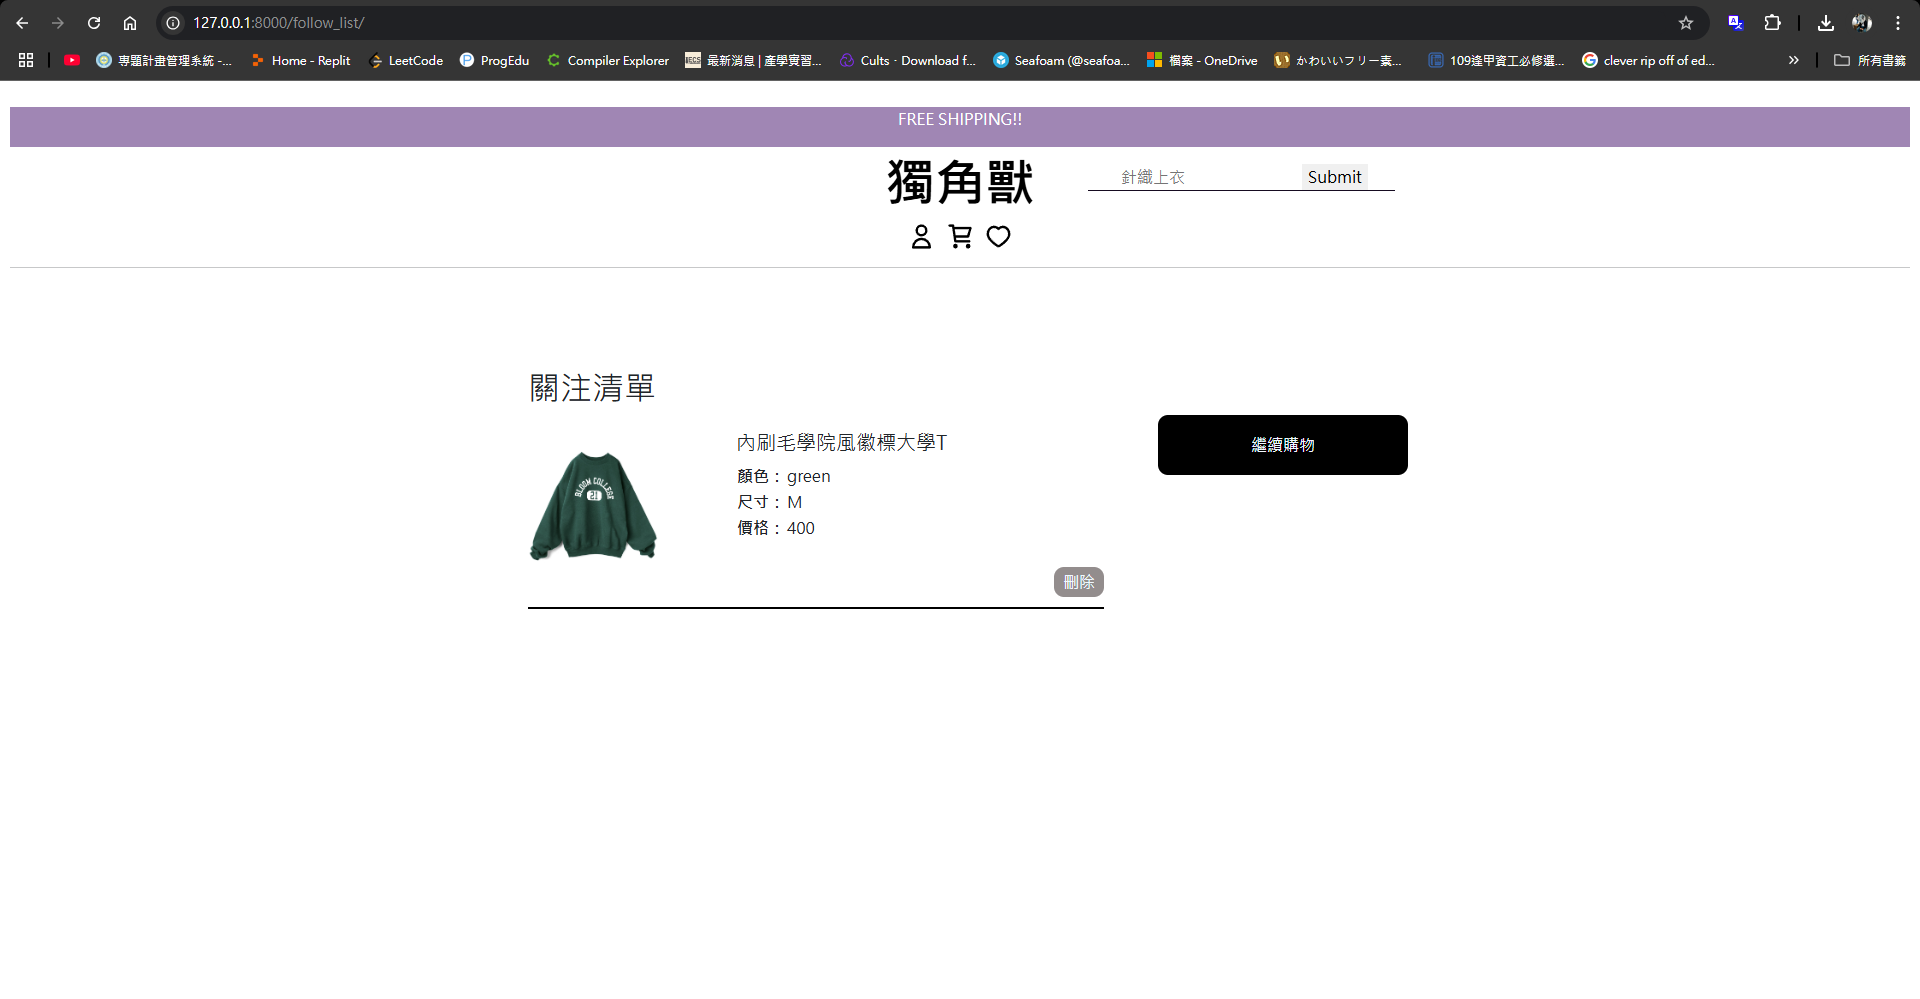 127.0.0.1:8000/follow_list/
專題計畫管理系統 -...
Home - Replit
LeetCode
ProgEdu
Compiler Explorer
最新消息 | 產學實習...
Cults · Download f...
Seafoam (@seafoa...
檔案 - OneDrive
かわいいフリー素...
109逢甲資工必修選...
clever rip off of ed...
所有書籤
FREE SHIPPING!!
獨角獸
針織上衣
Submit
關注清單
內刷毛學院風徽標大學T
顏色：green
尺寸：M
價格：400
繼續購物
BLOOM COLLEGE
21
刪除